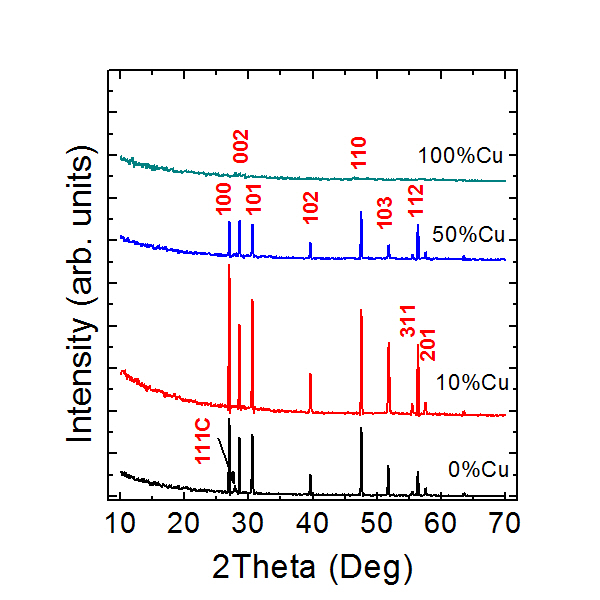 100%Cu
002
110
100
101
102
103
112
50%Cu
311
201
10%Cu
111C
0%Cu
Intensity (arb. units)
10 20 30 40 50 60 70
2Theta (Deg)